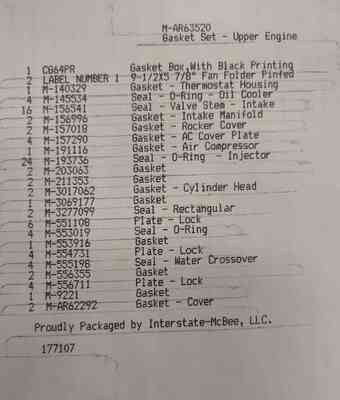 M-AR63520
Gasket Set - Upper Engine
1 CB64PR Gasket Box,With Black Printing
2 LABEL NUMBER 1 9-1/2X5 7/8" Fan Folder Pinfed
1 M-140329 Gasket - Thermostat Housing
4 M-145534 Seal - O-Ring - Oil Cooler
16 M-156541 Seal - Valve Stem - Intake
2 M-156996 Gasket - Intake Manifold
2 M-157018 Gasket - Rocker Cover
4 M-157290 Gasket - AC Cover Plate
1 M-191116 Gasket - Air Compressor
24 M-193736 Seal - O-Ring - Injector
2 M-203063 Gasket
2 M-211353 Gasket
2 M-3017062 Gasket - Cylinder Head
1 M-3069177 Gasket
2 M-3277099 Seal - Rectangular
6 M-551108 Plate - Lock
4 M-553019 Seal - O-Ring
1 M-553916 Gasket
4 M-554731 Plate - Lock
4 M-555198 Seal - Water Crossover
2 M-556355 Gasket
4 M-556711 Plate - Lock
1 M-9221 Gasket
2 M-AR62292 Gasket - Cover
Proudly Packaged by Interstate-McBee, LLC.
177107